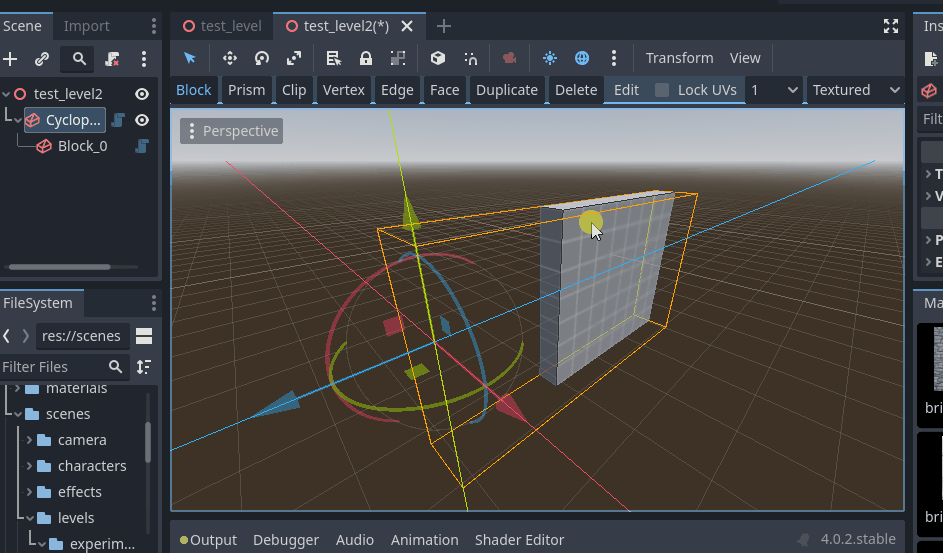 Scene
Import
test_level
test_level2(*)
Ins
Transform
View
Block
Prism
Clip
Vertex
Edge
Face
Duplicate
Delete
Edit
Lock UVs
1
Textured
test_level2
Cyclop...
Block_0
Perspective
Filt
T
V
P
E
FileSystem
res://scenes
Filter Files
materials
scenes
camera
characters
effects
levels
experim...
Ma
bri
bri
Output
Debugger
Audio
Animation
Shader Editor
4.0.2.stable